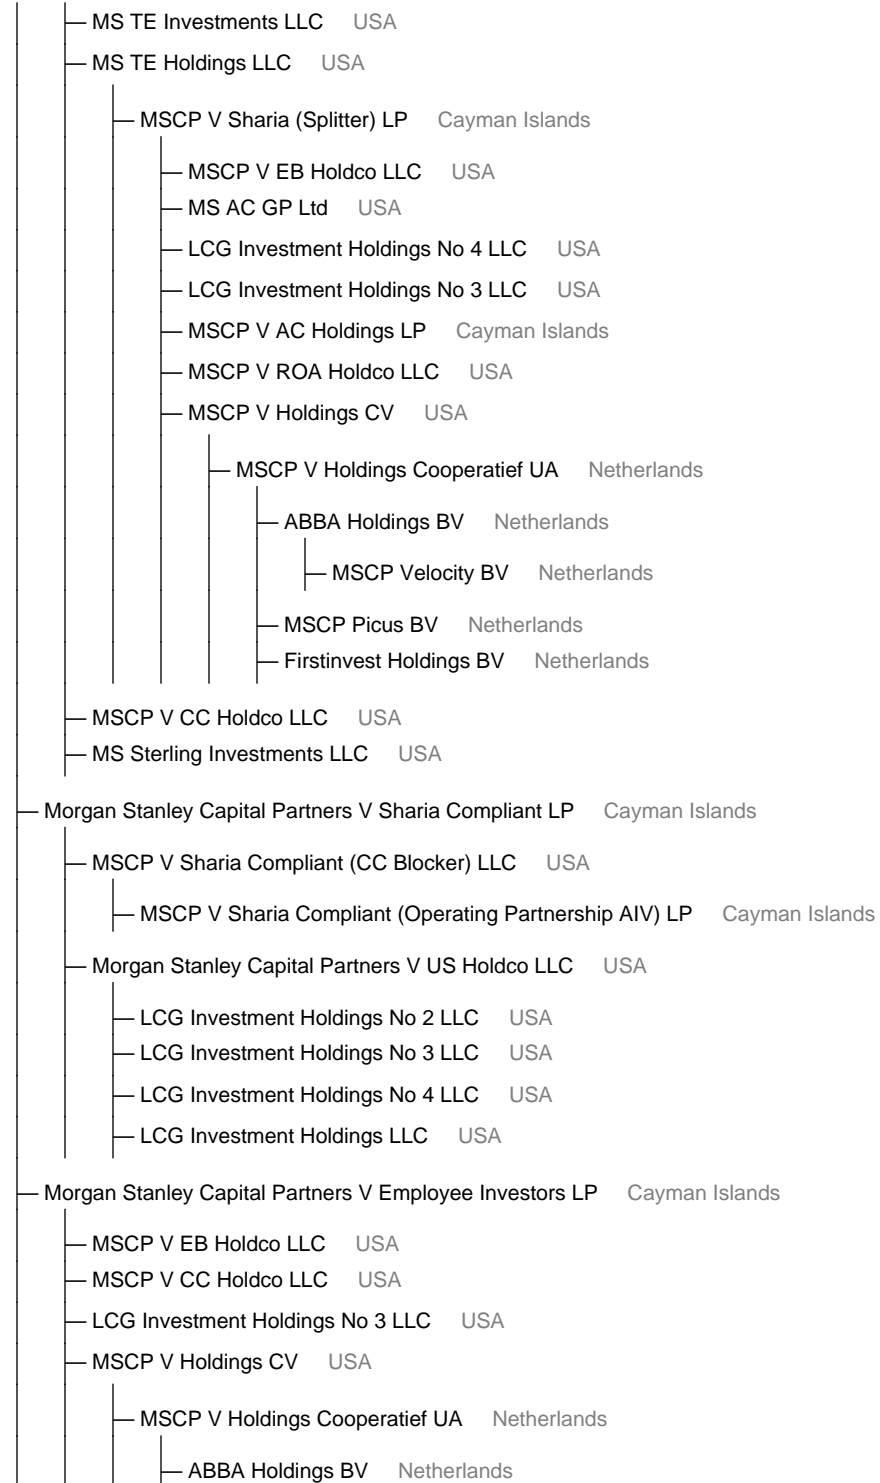 MS TE Investments LLC USA
MS TE Holdings LLC USA
MSCP V Sharia (Splitter) LP Cayman Islands
MSCP V EB Holdco LLC USA
MS AC GP Ltd USA
LCG Investment Holdings No 4 LLC USA
LCG Investment Holdings No 3 LLC USA
MSCP V AC Holdings LP Cayman Islands
MSCP V ROA Holdco LLC USA
MSCP V Holdings CV USA
MSCP V Holdings Cooperatief UA Netherlands
ABBA Holdings BV Netherlands
MSCP Velocity BV Netherlands
MSCP Picus BV Netherlands
Firstinvest Holdings BV Netherlands
MSCP V CC Holdco LLC USA
MS Sterling Investments LLC USA
Morgan Stanley Capital Partners V Sharia Compliant LP Cayman Islands
MSCP V Sharia Compliant (CC Blocker) LLC USA
MSCP V Sharia Compliant (Operating Partnership AIV) LP Cayman Islands
Morgan Stanley Capital Partners V US Holdco LLC USA
LCG Investment Holdings No 2 LLC USA
LCG Investment Holdings No 3 LLC USA
LCG Investment Holdings No 4 LLC USA
LCG Investment Holdings LLC USA
Morgan Stanley Capital Partners V Employee Investors LP Cayman Islands
MSCP V EB Holdco LLC USA
MSCP V CC Holdco LLC USA
LCG Investment Holdings No 3 LLC USA
MSCP V Holdings CV USA
MSCP V Holdings Cooperatief UA Netherlands
ABBA Holdings BV Netherlands